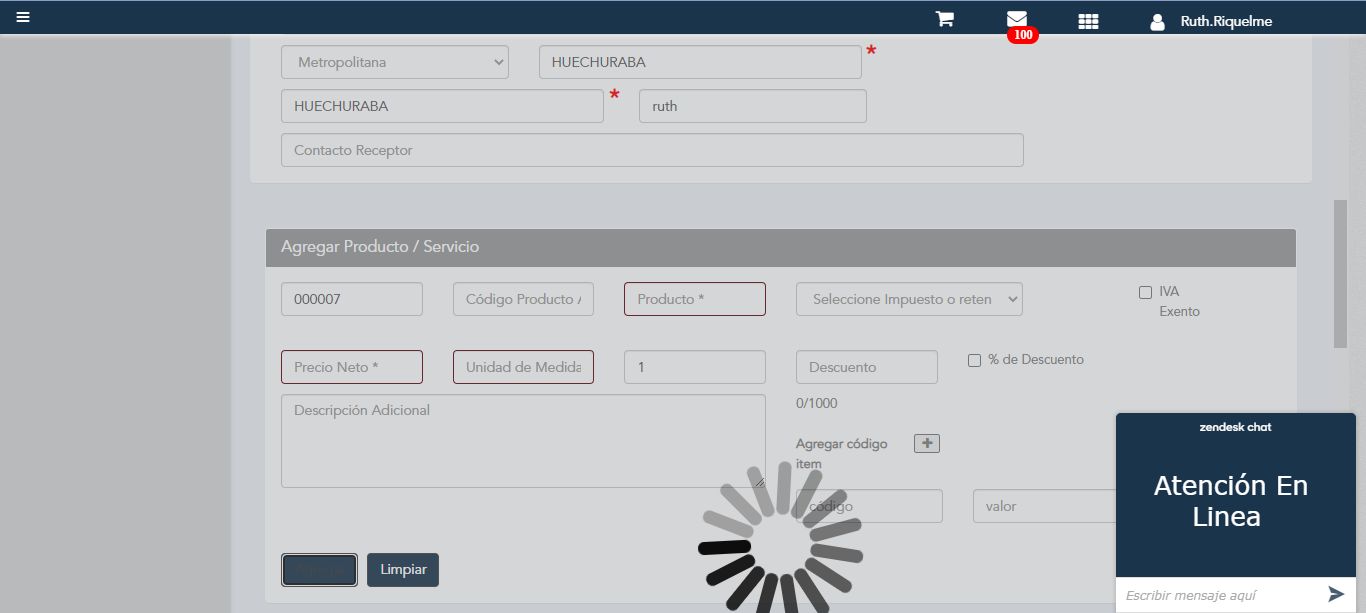 Ruth.Riquelme
100
Metropolitana
HUECHURABA
*
HUECHURABA
*
ruth
Contacto Receptor
Agregar Producto / Servicio
000007
Código Producto
Producto *
Seleccione Impuesto o reten
IVA
Exento
Precio Neto *
Unidad de Medida
1
Descuento
% de Descuento
Descripción Adicional
0/1000
Agregar código
item
código
valor
Limpiar
zendesk chat
Atención En
Linea
Escribir mensaje aquí